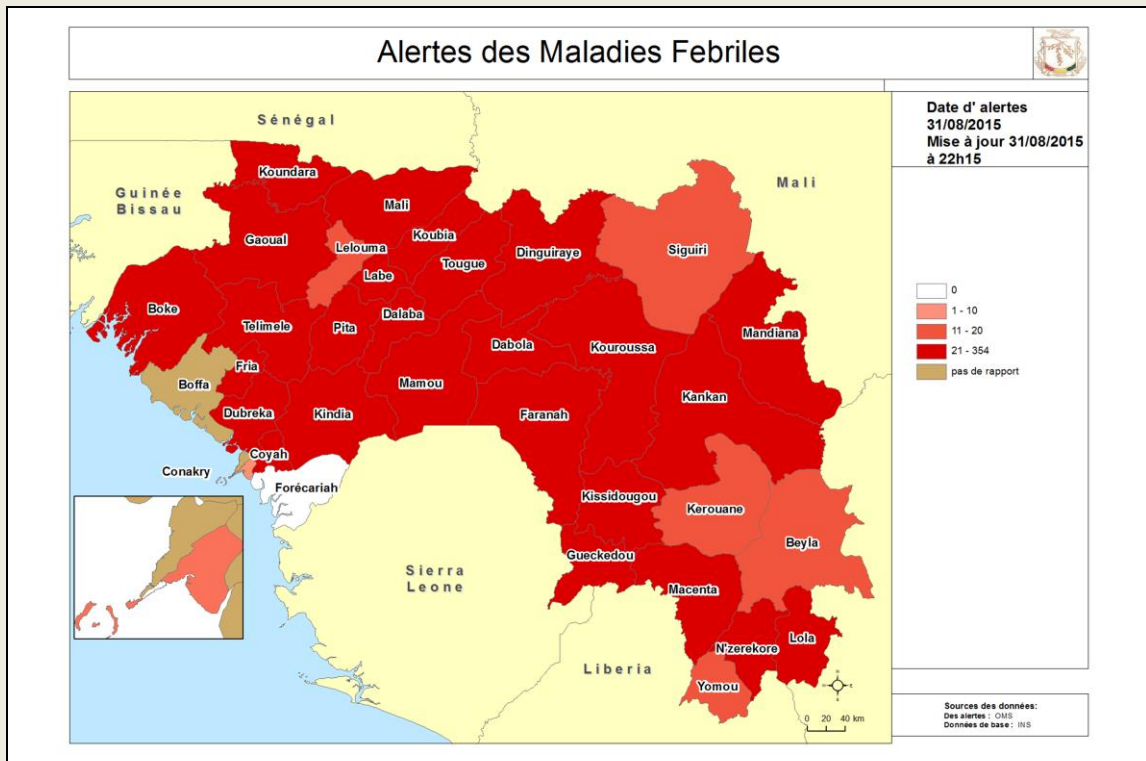 Alertes des Maladies Febriles
Date d' alertes
31/08/2015
Mise à jour 31/08/2015
à 22h15
Sénégal
Guinée
Bissau
Mali
Koundara
Mali
Gaoual
Lelouma
Koubia
Dinguiraye
Siguiri
Labe
Tougue
Boke
Telimele
Pita
Dalaba
Dabola
Kouroussa
Mandiana
Fria
Boffa
Mamou
Kankan
Dubreka
Kindia
Faranah
Coyah
Conakry
Forécariah
Kissidougou
Kerouane
Beyla
Gueckedou
Sierra
Leone
Macenta
N'zerekore
Lola
Liberia
Yomou
0
1 - 10
11 - 20
21 - 354
pas de rapport
0 20 40 km
Sources des données:
Des alertes : OMS
Données de base : INS